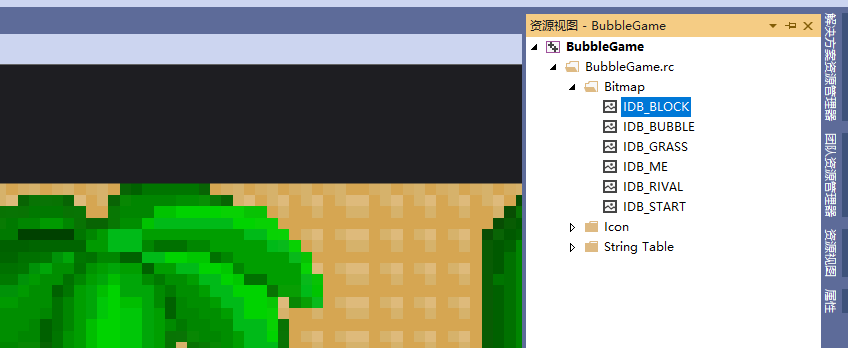 资源视图 - BubbleGame
BubbleGame
BubbleGame.rc
Bitmap
IDB_BLOCK
IDB_BUBBLE
IDB_GRASS
IDB_ME
IDB_RIVAL
IDB_START
Icon
String Table
解决方案资源管理器
团队资源管理器
资源视图
属性